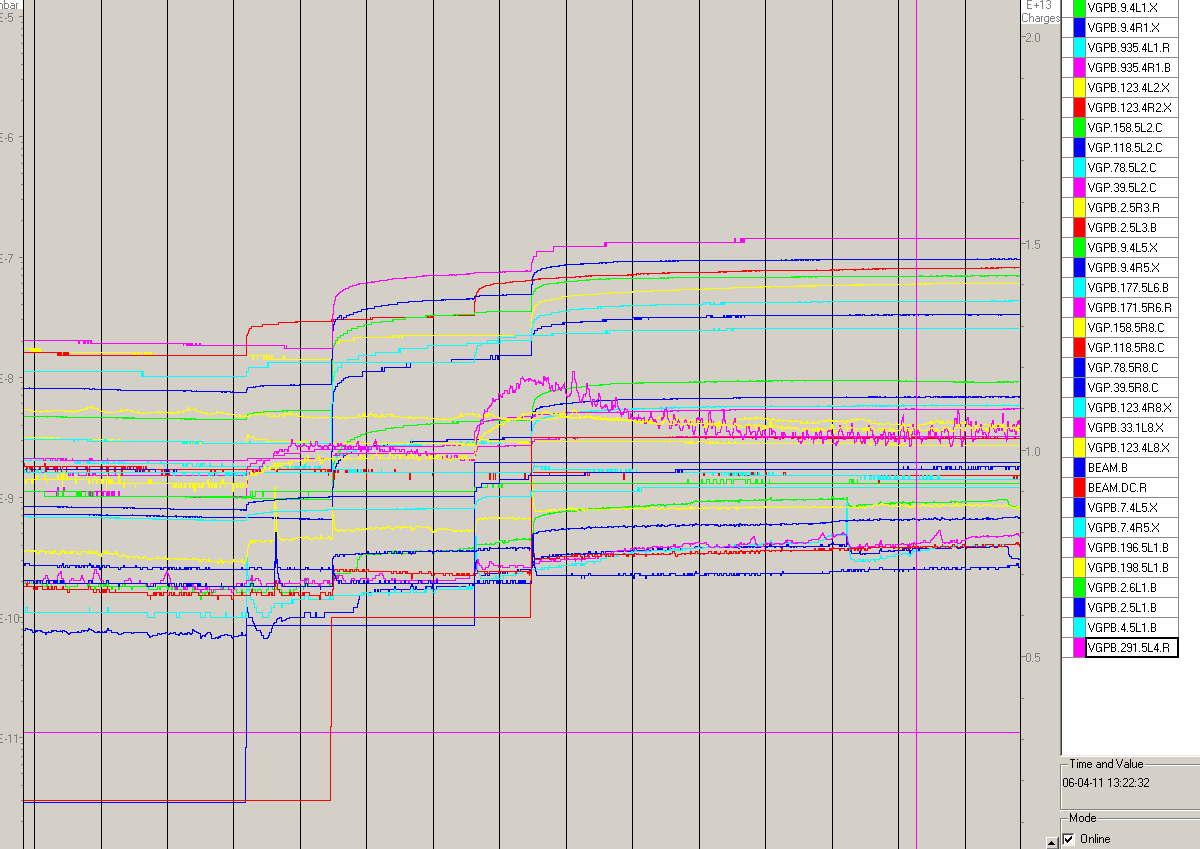 mbar
E-5
E-6
E-7
E-8
E-9
E-10
E-11
E+13
Charges
2.0
1.5
1.0
0.5
VGPB.9.4L1.X
VGPB.9.4R1.X
VGPB.935.4L1.R
VGPB.935.4R1.B
VGPB.123.4L2.X
VGPB.123.4R2.X
VGP.158.5L2.C
VGP.118.5L2.C
VGP.78.5L2.C
VGP.39.5L2.C
VGPB.2.5R3.R
VGPB.2.5L3.B
VGPB.9.4L5.X
VGPB.9.4R5.X
VGPB.177.5L6.B
VGPB.171.5R6.R
VGP.158.5R8.C
VGP.118.5R8.C
VGP.78.5R8.C
VGP.39.5R8.C
VGPB.123.4R8.X
VGPB.33.1L8.X
VGPB.123.4L8.X
BEAM.B
BEAM.DC.R
VGPB.7.4L5.X
VGPB.7.4R5.X
VGPB.196.5L1.B
VGPB.198.5L1.B
VGPB.2.6L1.B
VGPB.2.5L1.B
VGPB.4.5L1.B
VGPB.291.5L4.R
Time and Value
06-04-11 13:22:32
Mode
Online